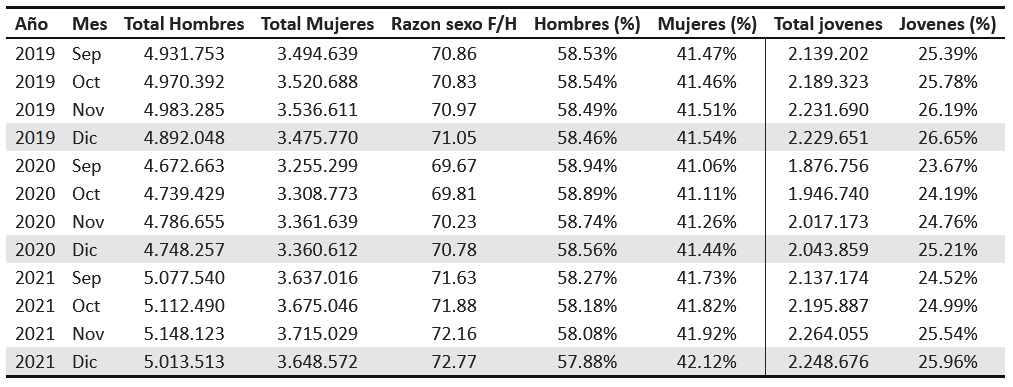 Año Mes Total Hombres Total Mujeres Razon sexo F/H Hombres (%) Mujeres (%) Total jovenes Jovenes (%)
2019 Sep 4.931.753 3.494.639 70.86 58.53% 41.47% 2.139.202 25.39%
2019 Oct 4.970.392 3.520.688 70.83 58.54% 41.46% 2.189.323 25.78%
2019 Nov 4.983.285 3.536.611 70.97 58.49% 41.51% 2.231.690 26.19%
2019 Dic 4.892.048 3.475.770 71.05 58.46% 41.54% 2.229.651 26.65%
2020 Sep 4.672.663 3.255.299 69.67 58.94% 41.06% 1.876.756 23.67%
2020 Oct 4.739.429 3.308.773 69.81 58.89% 41.11% 1.946.740 24.19%
2020 Nov 4.786.655 3.361.639 70.23 58.74% 41.26% 2.017.173 24.76%
2020 Dic 4.748.257 3.360.612 70.78 58.56% 41.44% 2.043.859 25.21%
2021 Sep 5.077.540 3.637.016 71.63 58.27% 41.73% 2.137.174 24.52%
2021 Oct 5.112.490 3.675.046 71.88 58.18% 41.82% 2.195.887 24.99%
2021 Nov 5.148.123 3.715.029 72.16 58.08% 41.92% 2.264.055 25.54%
2021 Dic 5.013.513 3.648.572 72.77 57.88% 42.12% 2.248.676 25.96%